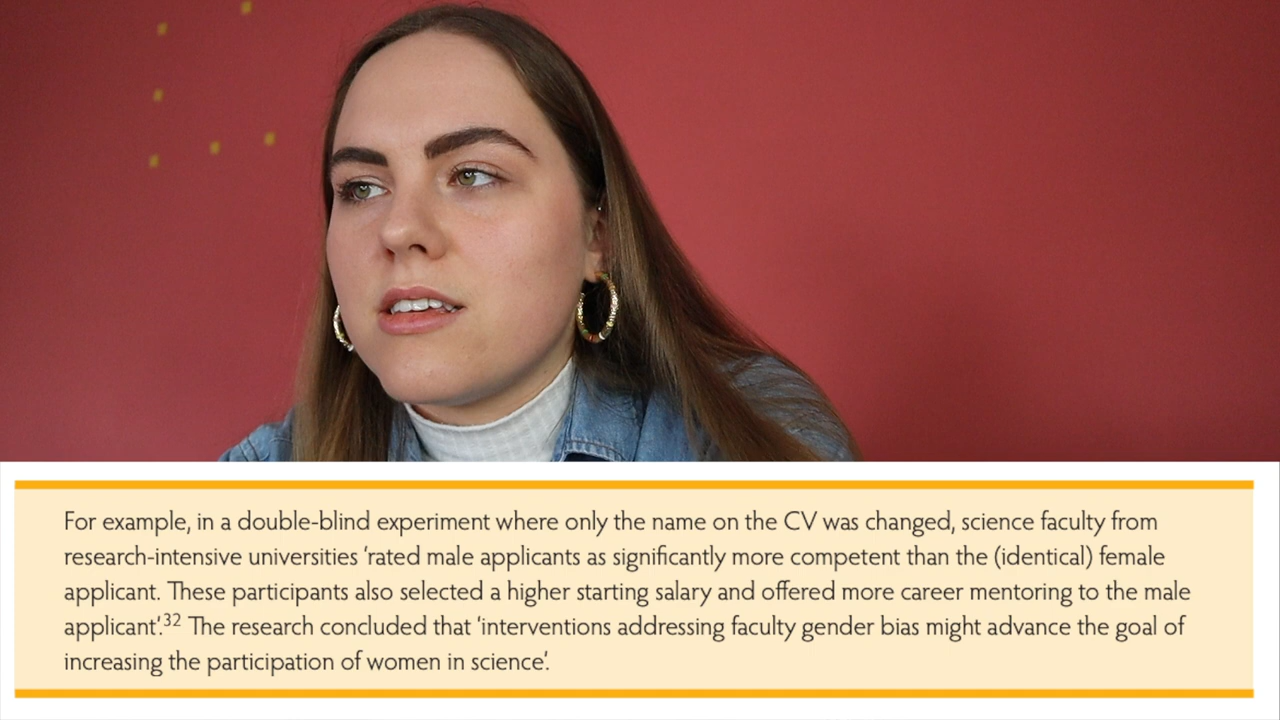 For example, in a double-blind experiment where only the name on the CV was changed, science faculty from
research-intensive universities ‘rated male applicants as significantly more competent than the (identical) female
applicant. These participants also selected a higher starting salary and offered more career mentoring to the male
applicant’.32 The research concluded that ‘interventions addressing faculty gender bias might advance the goal of
increasing the participation of women in science’.